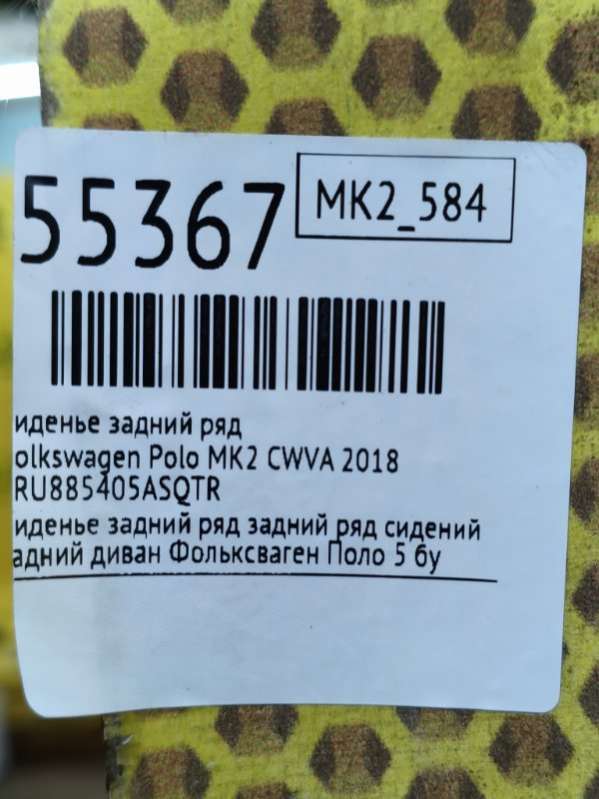 55367
MK2_584
иденье задний ряд
olkswagen Polo MK2 CWVA 2018
RU885405ASQTR
иденье задний ряд задний ряд сидений
адний диван Фольксваген Поло 5 бу